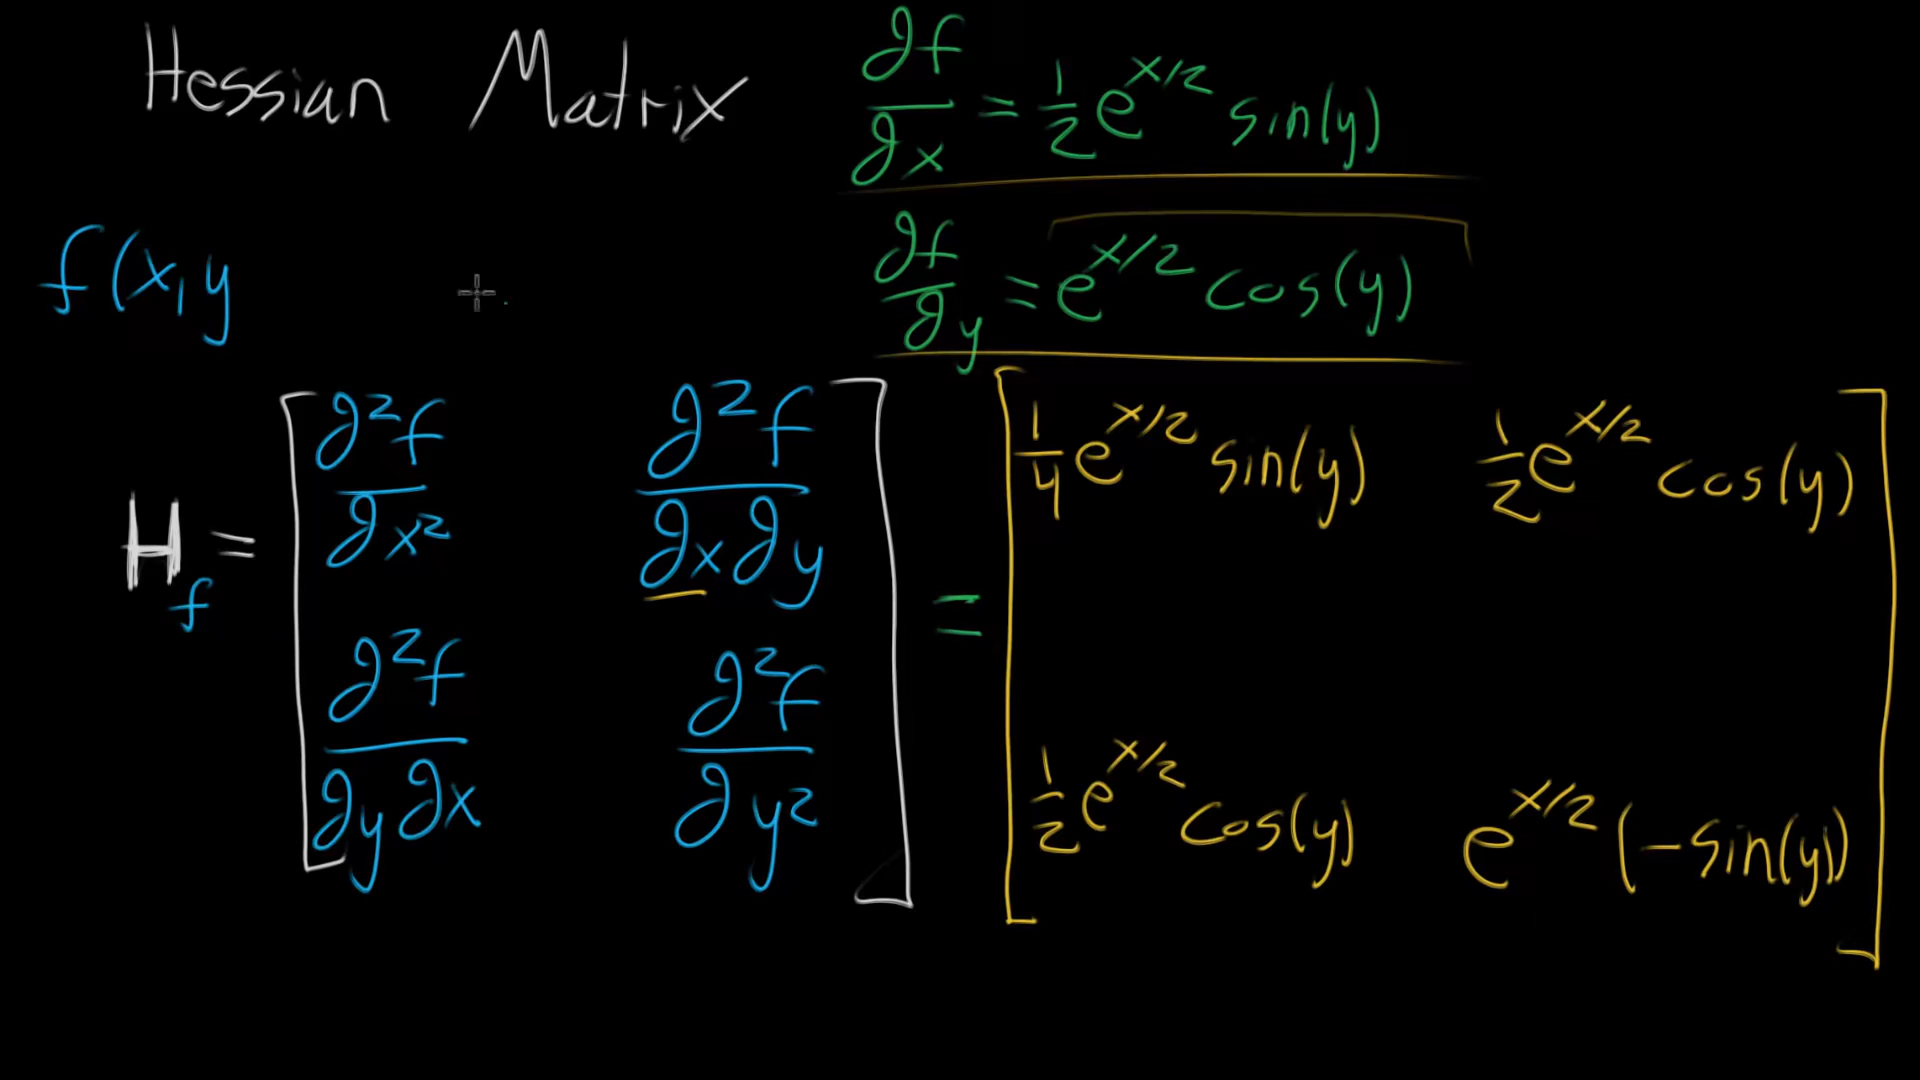 Hessian Matrix
∂f/∂x = 1/2 e^(x/2) sin(y)
f(x,y
∂f/∂y = e^(x/2) cos(y)
H_f = [ ∂²f/∂x² ∂²f/∂x∂y ] = [ 1/4 e^(x/2) sin(y) 1/2 e^(x/2) cos(y) ]
[ ∂²f/∂y∂x ∂²f/∂y² ] [ 1/2 e^(x/2) cos(y) e^(x/2) (-sin(y)) ]